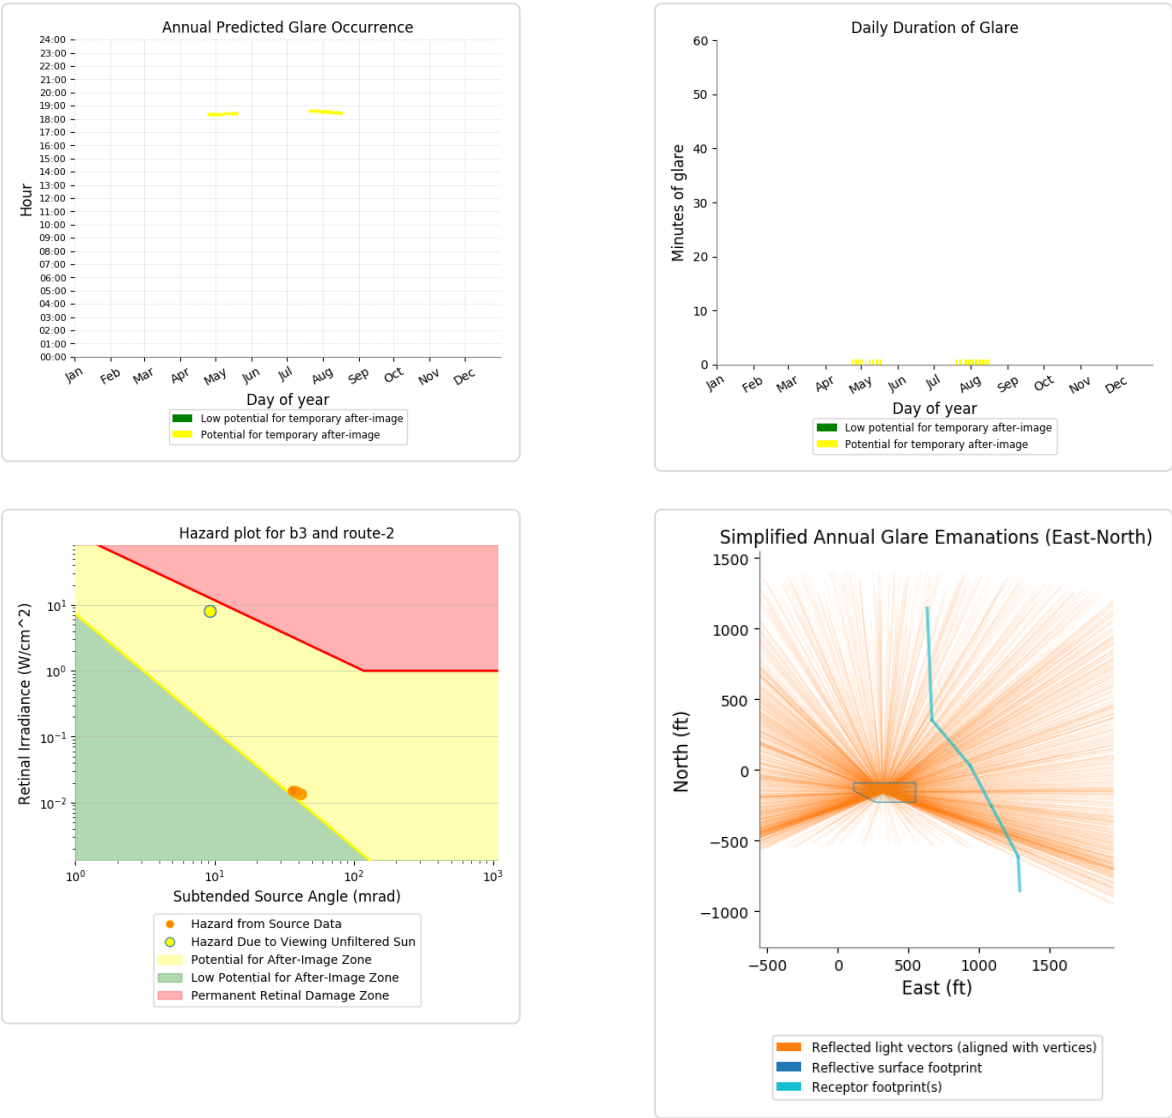 Annual Predicted Glare Occurrence
24:00
23:00
22:00
21:00
20:00
19:00
18:00
17:00
16:00
15:00
14:00
13:00
12:00
11:00
10:00
09:00
08:00
07:00
06:00
05:00
04:00
03:00
02:00
01:00
00:00
Hour
Jan Feb Mar Apr May Jun Jul Aug Sep Oct Nov Dec
Day of year
Low potential for temporary after-image
Potential for temporary after-image
Daily Duration of Glare
60
50
40
30
20
10
0
Minutes of glare
Jan Feb Mar Apr May Jun Jul Aug Sep Oct Nov Dec
Day of year
Low potential for temporary after-image
Potential for temporary after-image
Hazard plot for b3 and route-2
10¹
10⁰
10⁻¹
10⁻²
Retinal Irradiance (W/cm^2)
10⁰ 10¹ 10² 10³
Subtended Source Angle (mrad)
Hazard from Source Data
Hazard Due to Viewing Unfiltered Sun
Potential for After-Image Zone
Low Potential for After-Image Zone
Permanent Retinal Damage Zone
Simplified Annual Glare Emanations (East-North)
1500
1000
500
0
−500
−1000
North (ft)
−500 0 500 1000 1500
East (ft)
Reflected light vectors (aligned with vertices)
Reflective surface footprint
Receptor footprint(s)